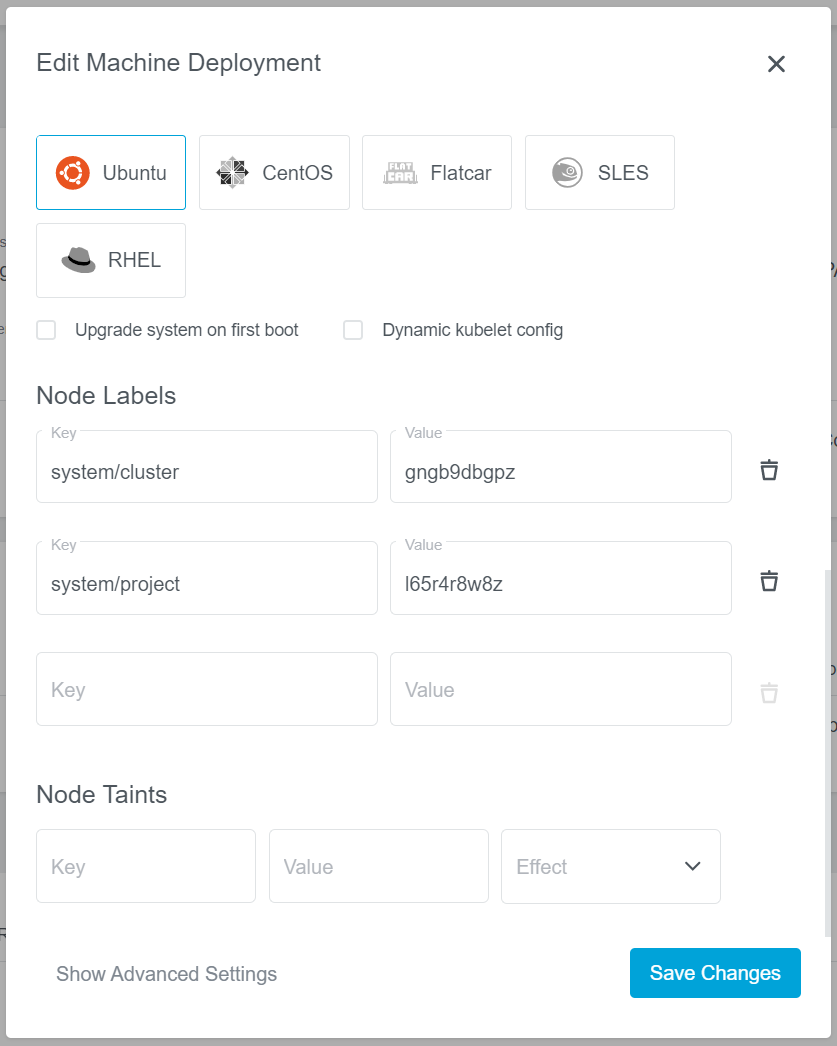 Edit Machine Deployment
Ubuntu CentOS FLAT CAR Flatcar SLES
RHEL
Upgrade system on first boot Dynamic kubelet config
Node Labels
Key Value
system/cluster gngb9dbgpz
Key Value
system/project l65r4r8w8z
Key Value
Node Taints
Key Value Effect
Show Advanced Settings Save Changes